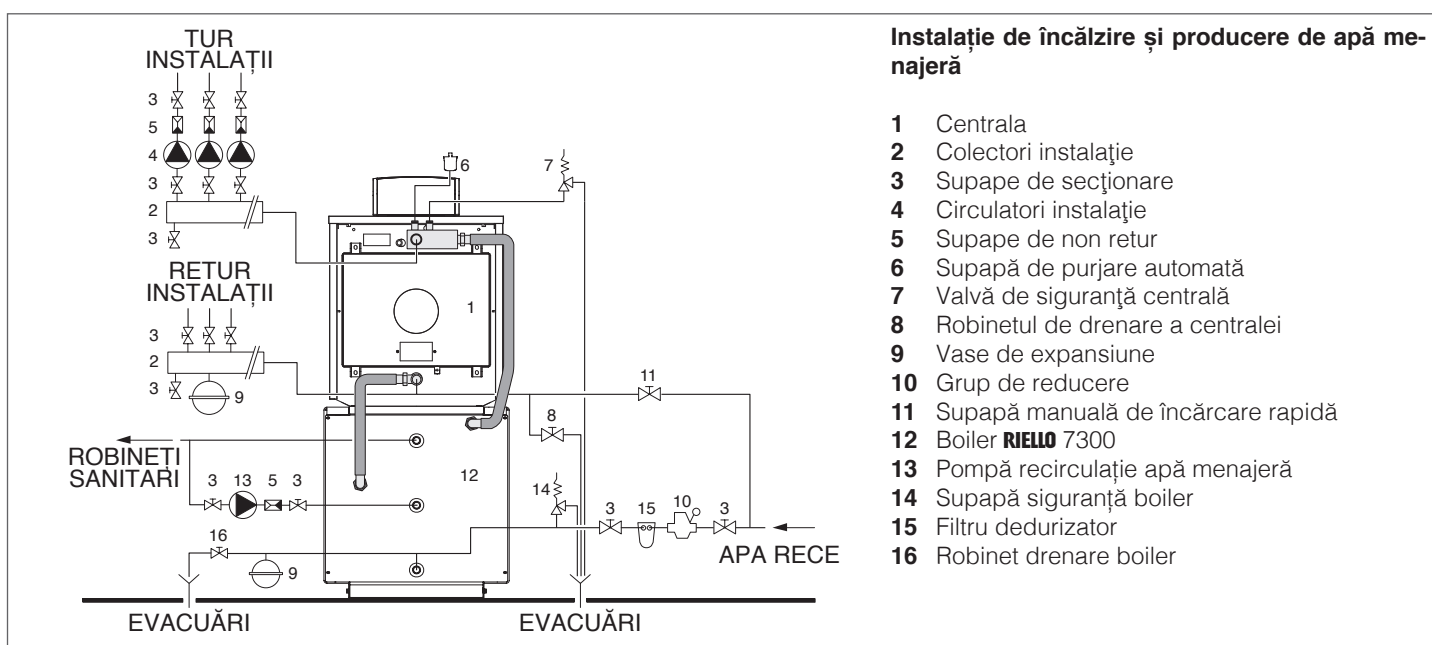 TUR
INSTALAȚII
3
5
4
3
2
3
6
7
RETUR
INSTALAȚII
3
2
3
9
1
11
8
ROBINEȚI
SANITARI
3 13 5 3
12
14
3 15 10 3
16
9
APA RECE
EVACUĂRI
EVACUĂRI
Instalație de încălzire și producere de apă me-
najeră
1 Centrala
2 Colectori instalaţie
3 Supape de secţionare
4 Circulatori instalaţie
5 Supape de non retur
6 Supapă de purjare automată
7 Valvă de siguranţă centrală
8 Robinetul de drenare a centralei
9 Vase de expansiune
10 Grup de reducere
11 Supapă manuală de încărcare rapidă
12 Boiler RIELLO 7300
13 Pompă recirculație apă menajeră
14 Supapă siguranță boiler
15 Filtru dedurizator
16 Robinet drenare boiler